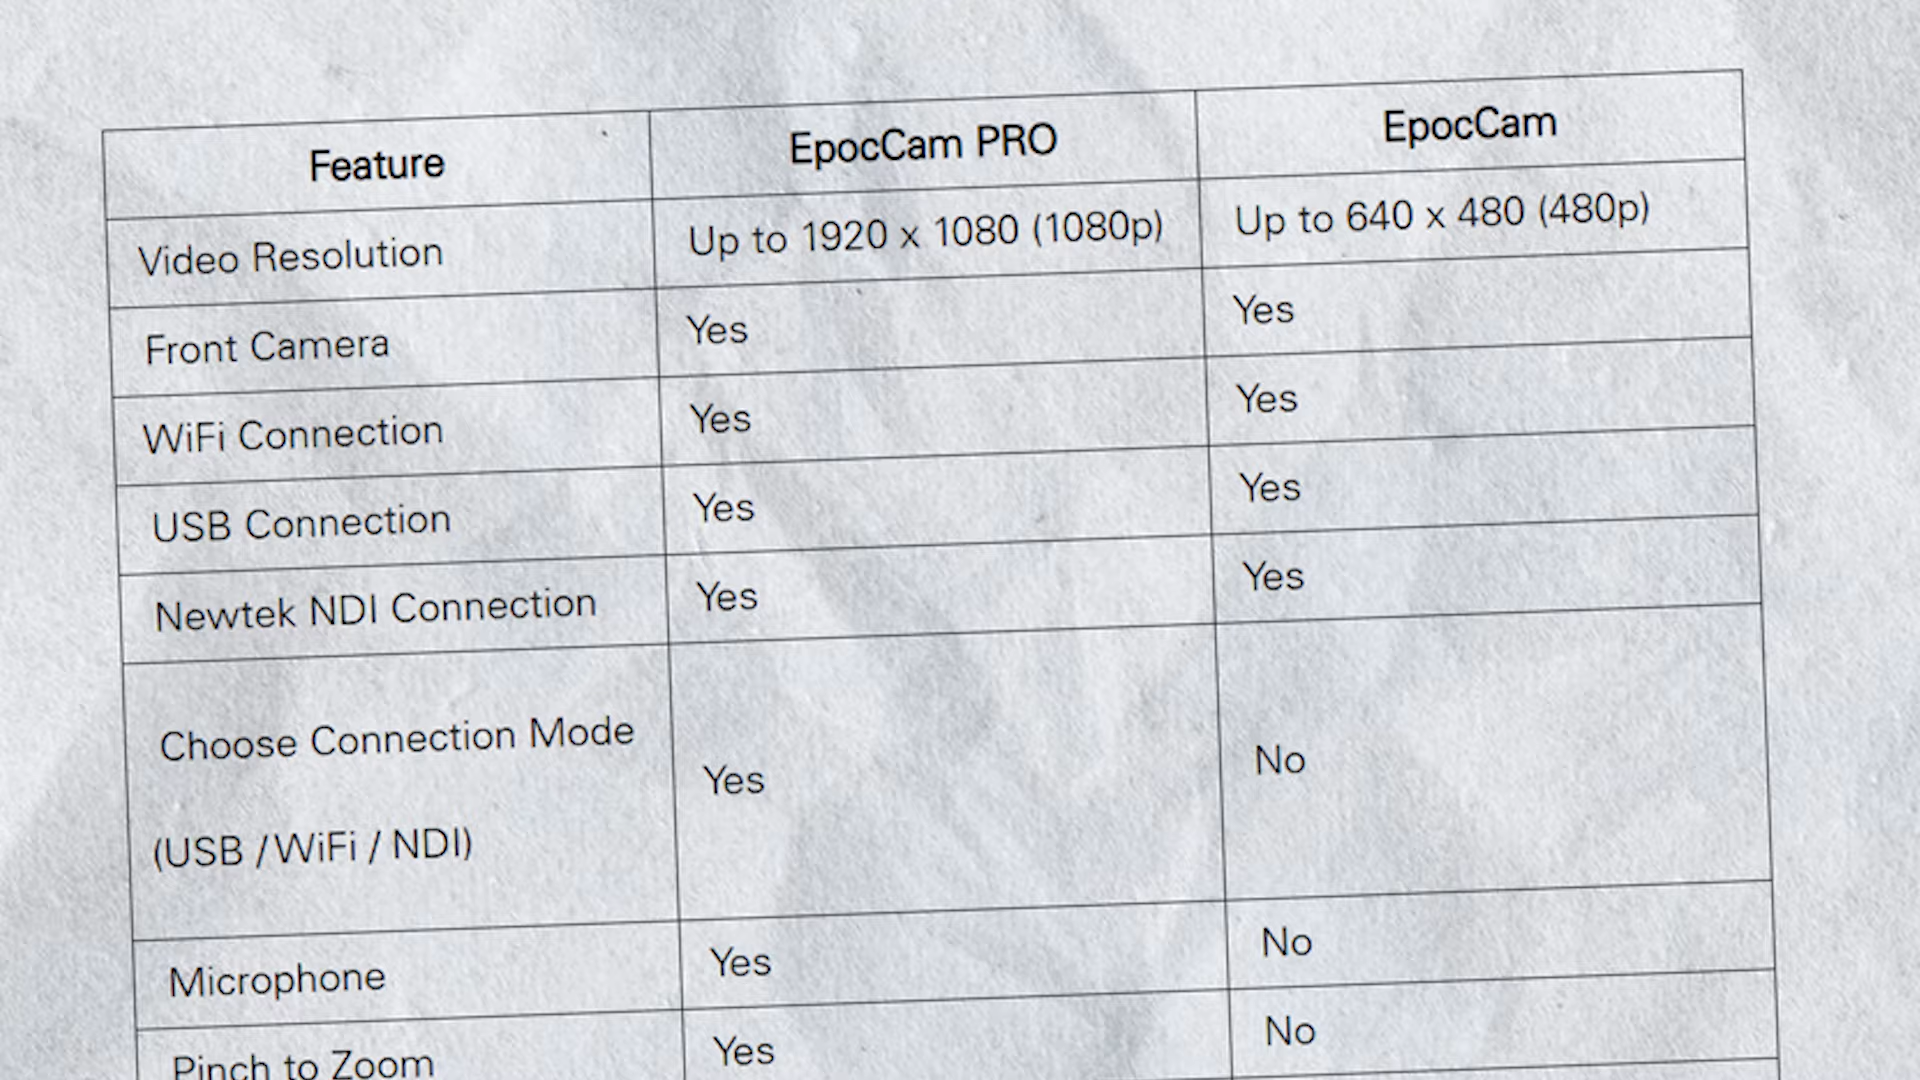 Feature EpocCam PRO EpocCam
Video Resolution Up to 1920 x 1080 (1080p) Up to 640 x 480 (480p)
Front Camera Yes Yes
WiFi Connection Yes Yes
USB Connection Yes Yes
Newtek NDI Connection Yes Yes
Choose Connection Mode
(USB / WiFi / NDI) Yes No
Microphone Yes No
Pinch to Zoom Yes No